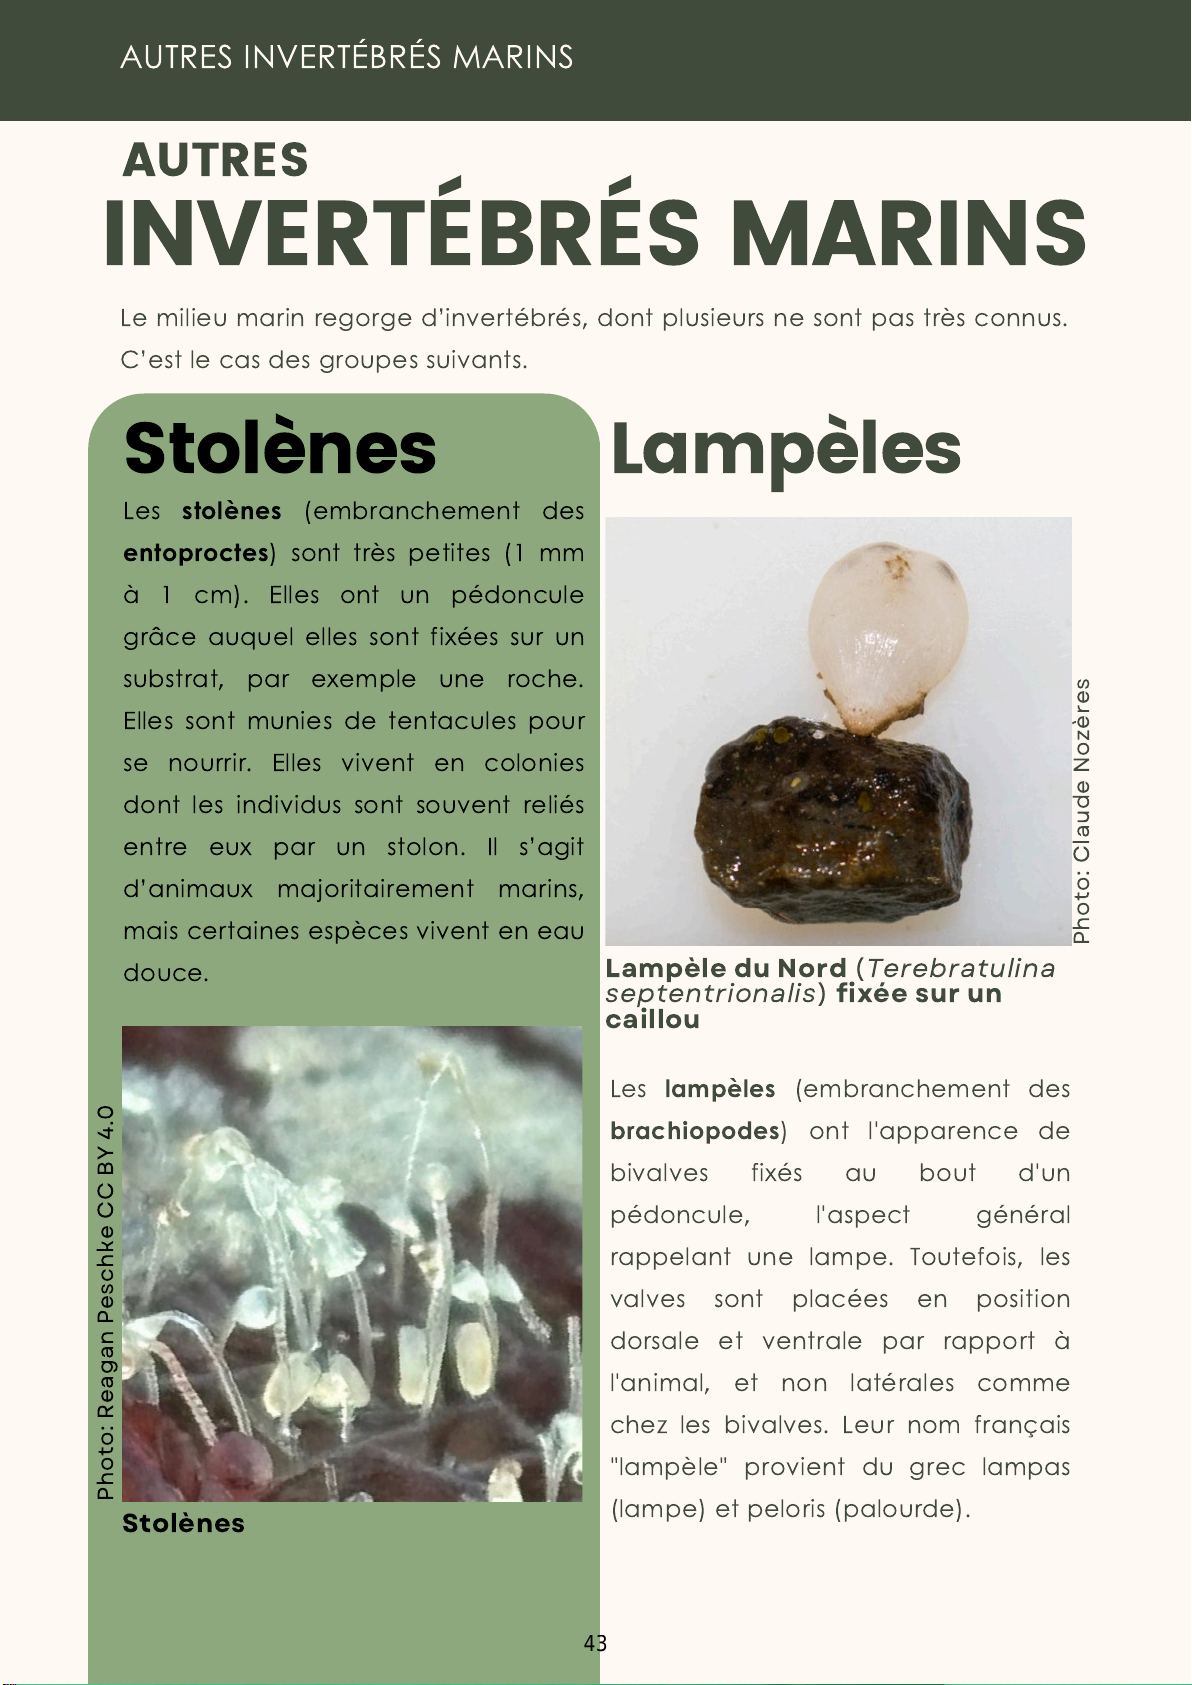 AUTRES INVERTÉBRÉS MARINS
AUTRES
INVERTÉBRÉS MARINS
Le milieu marin regorge d'invertébrés, dont plusieurs ne sont pas très connus.
C'est le cas des groupes suivants.
Stolènes
Les stolènes (embranchement des
entoproctes) sont très petites (1 mm
à 1 cm). Elles ont un pédoncule
grâce auquel elles sont fixées sur un
substrat, par exemple une roche.
Elles sont munies de tentacules pour
se nourrir. Elles vivent en colonies
dont les individus sont souvent reliés
entre eux par un stolon. Il s'agit
d'animaux majoritairement marins,
mais certaines espèces vivent en eau
douce.
Photo: Reagan Peschke CC BY 4.0
Stolènes
Lampèles
Photo: Claude Nozères
Lampèle du Nord (Terebratulina
septentrionalis) fixée sur un
caillou
Les lampèles (embranchement des
brachiopodes) ont l'apparence de
bivalves fixés au bout d'un
pédoncule, l'aspect général
rappelant une lampe. Toutefois, les
valves sont placées en position
dorsale et ventrale par rapport à
l'animal, et non latérales comme
chez les bivalves. Leur nom français
"lampèle" provient du grec lampas
(lampe) et peloris (palourde).
43